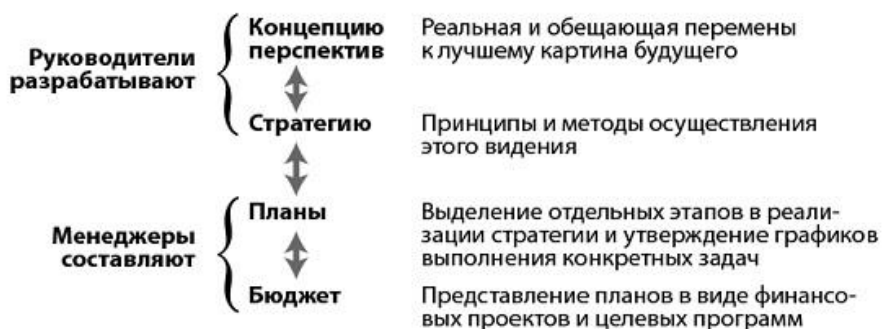 Руководители
разрабатывают
Концепцию
перспектив
Реальная и обещающая перемены
к лучшему картина будущего
Стратегию
Принципы и методы осуществления
этого видения
Менеджеры
составляют
Планы
Выделение отдельных этапов в реали-
зации стратегии и утверждение графиков
выполнения конкретных задач
Бюджет
Представление планов в виде финансо-
вых проектов и целевых программ